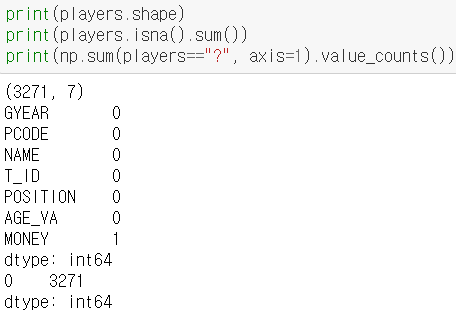 print(players.shape)
print(players.isna().sum())
print(np.sum(players=="?", axis=1).value_counts())
(3271, 7)
GYEAR 0
PCODE 0
NAME 0
T_ID 0
POSITION 0
AGE_VA 0
MONEY 1
dtype: int64
0 3271
dtype: int64